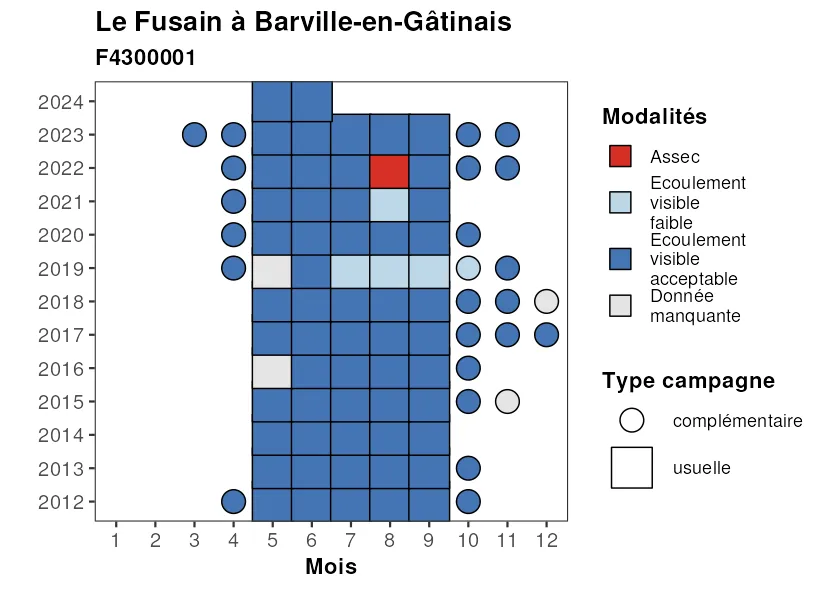 Le Fusain à Barville-en-Gâtinais
F4300001
2024
2023
2022
2021
2020
2019
2018
2017
2016
2015
2014
2013
2012
1 2 3 4 5 6 7 8 9 10 11 12
Mois
Modalités
Assec
Ecoulement
visible
faible
Ecoulement
visible
acceptable
Donnée
manquante
Type campagne
complémentaire
usuelle